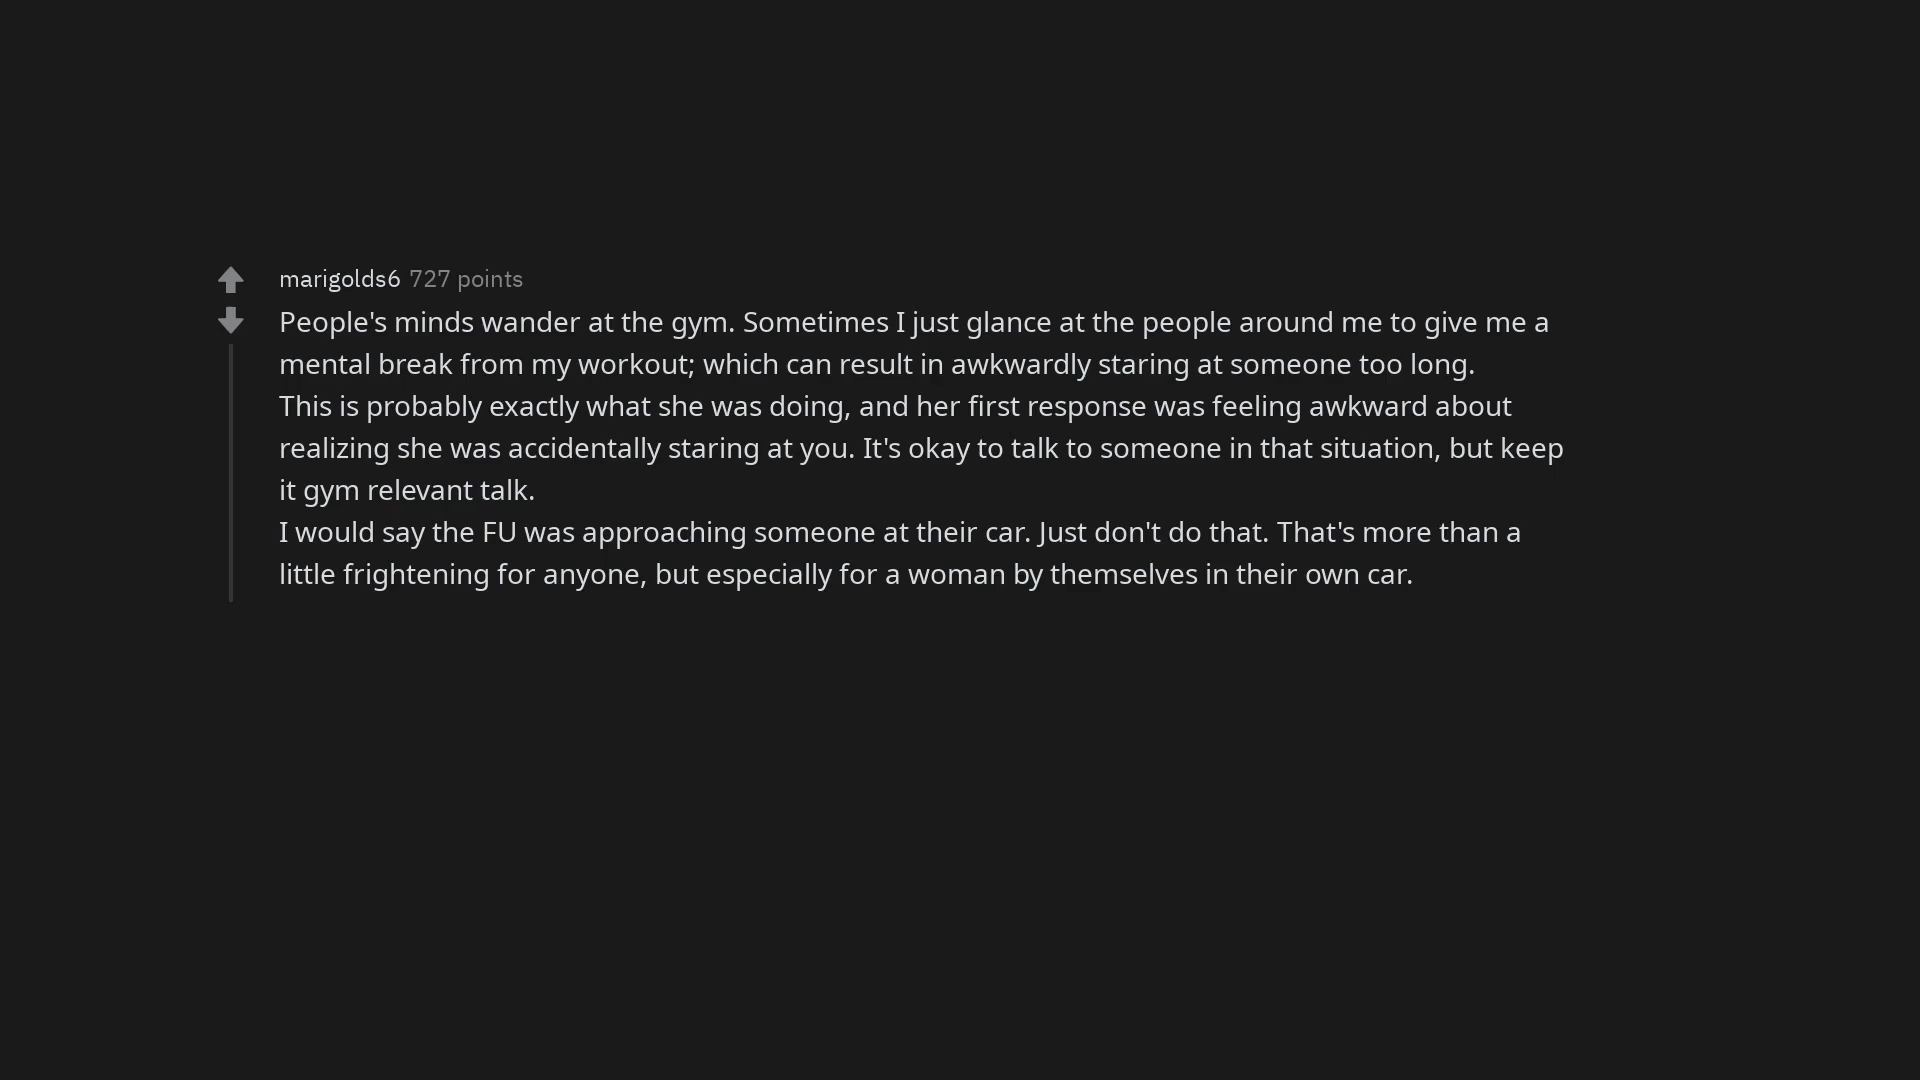 marigolds6 727 points
People's minds wander at the gym. Sometimes I just glance at the people around me to give me a
mental break from my workout; which can result in awkwardly staring at someone too long.
This is probably exactly what she was doing, and her first response was feeling awkward about
realizing she was accidentally staring at you. It's okay to talk to someone in that situation, but keep
it gym relevant talk.
I would say the FU was approaching someone at their car. Just don't do that. That's more than a
little frightening for anyone, but especially for a woman by themselves in their own car.